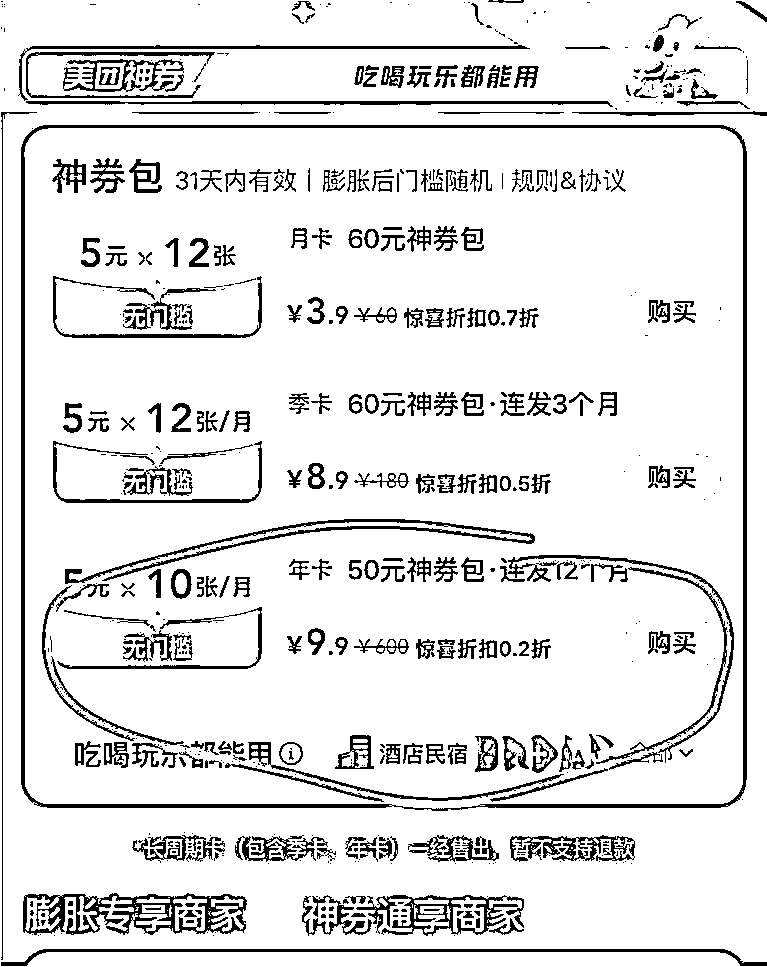 美团神券 吃喝玩乐都能用
神券包 31天内有效 | 膨胀后门槛随机 | 规则&协议
5元 × 12张
无门槛
月卡 60元神券包
¥3.9 ¥60 惊喜折扣0.7折
购买
5元 × 12张/月
无门槛
季卡 60元神券包·连发3个月
¥8.9 ¥180 惊喜折扣0.5折
购买
5元 × 10张/月
无门槛
年卡 50元神券包·连发12个月
¥9.9 ¥600 惊喜折扣0.2折
购买
吃喝玩乐都能用 酒店民宿 BREAD 全部
*长周期卡（包含季卡、年卡）一经售出，暂不支持退款
膨胀专享商家 神券通享商家